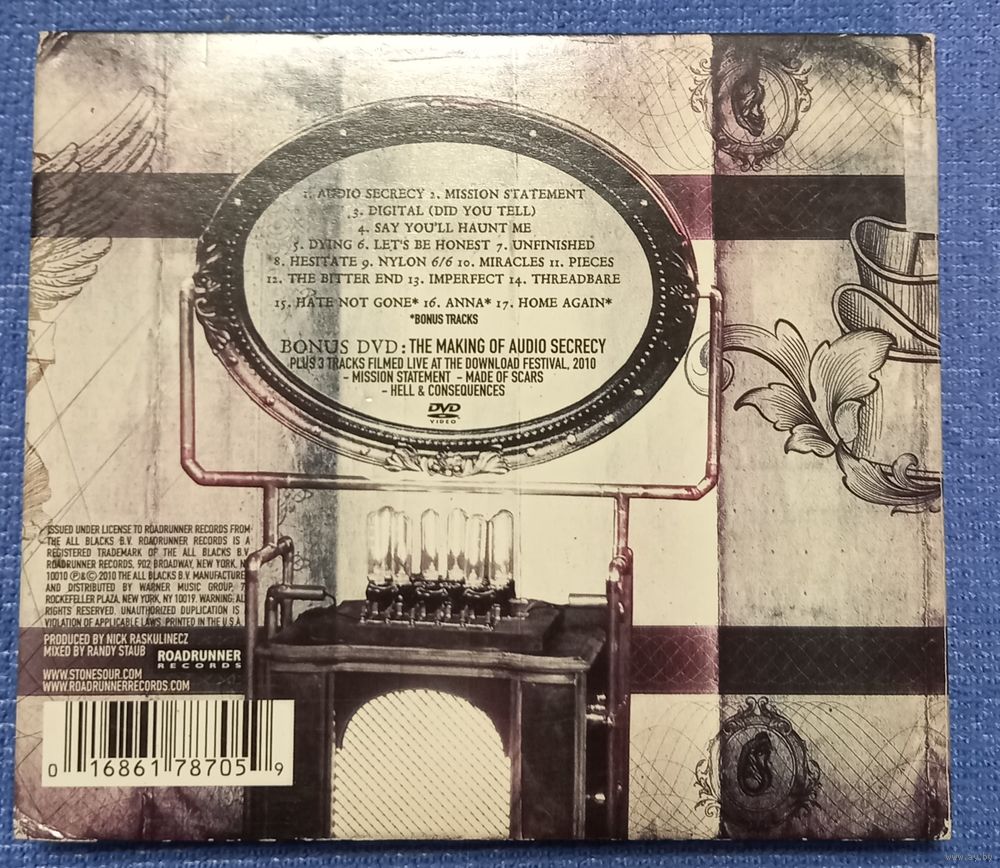 1. AUDIO SECRECY 2. MISSION STATEMENT
3. DIGITAL (DID YOU TELL)
4. SAY YOU'LL HAUNT ME
5. DYING 6. LET'S BE HONEST 7. UNFINISHED
8. HESITATE 9. NYLON 6/6 10. MIRACLES 11. PIECES
12. THE BITTER END 13. IMPERFECT 14. THREADBARE
15. HATE NOT GONE* 16. ANNA* 17. HOME AGAIN*
*BONUS TRACKS
BONUS DVD: THE MAKING OF AUDIO SECRECY
PLUS 3 TRACKS FILMED LIVE AT THE DOWNLOAD FESTIVAL, 2010
- MISSION STATEMENT - MADE OF SCARS
- HELL & CONSEQUENCES
DVD
VIDEO
ISSUED UNDER LICENSE TO ROADRUNNER RECORDS FROM
THE ALL BLACKS B.V. ROADRUNNER RECORDS IS A
REGISTERED TRADEMARK OF THE ALL BLACKS B.V
ROADRUNNER RECORDS, 902 BROADWAY, NEW YORK, N
10010 Ⓟ&© 2010 THE ALL BLACKS B.V. MANUFACTURE
AND DISTRIBUTED BY WARNER MUSIC GROUP, 7
ROCKEFELLER PLAZA, NEW YORK, NY 10019. WARNING: AL
RIGHTS RESERVED. UNAUTHORIZED DUPLICATION IS
VIOLATION OF APPLICABLE LAWS. PRINTED IN THE U.S.A.
PRODUCED BY NICK RASKULINECZ
MIXED BY RANDY STAUB
ROADRUNNER
RECORDS
WWW.STONESOUR.COM
WWW.ROADRUNNERRECORDS.COM
0 16861 78705 9
www.ay.by